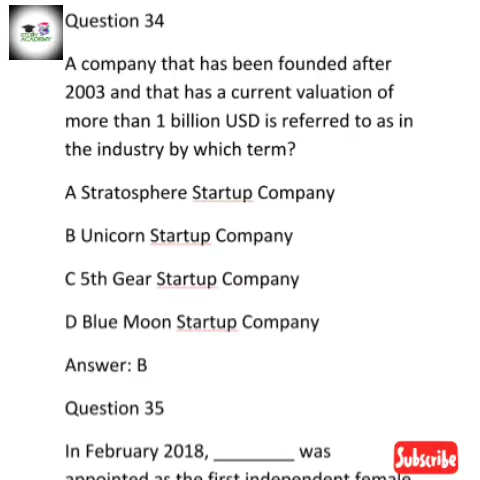 Question 34
A company that has been founded after
2003 and that has a current valuation of
more than 1 billion USD is referred to as in
the industry by which term?
A Stratosphere Startup Company
B Unicorn Startup Company
C 5th Gear Startup Company
D Blue Moon Startup Company
Answer: B
Question 35
In February 2018, _________ was
appointed as the first independent female
Subscribe
ACADEMY